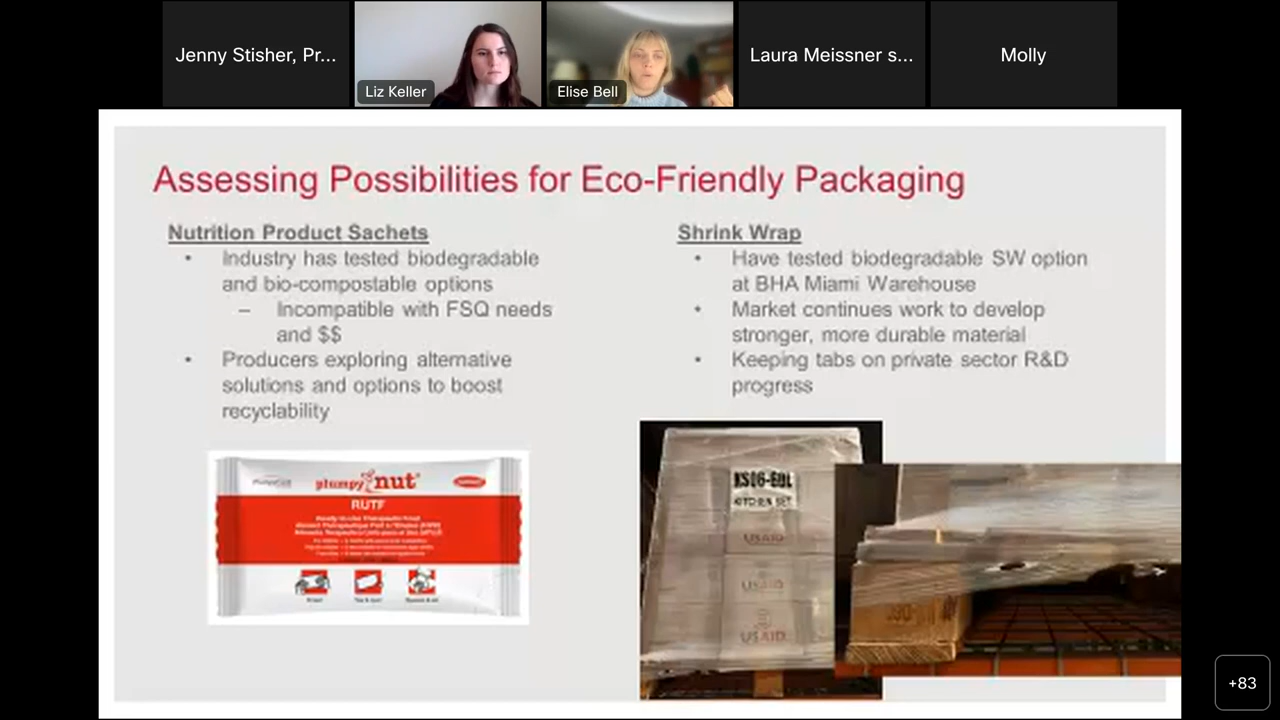 Jenny Stisher, Pr...
Liz Keller
Elise Bell
Laura Meissner s...
Molly
Assessing Possibilities for Eco-Friendly Packaging
Nutrition Product Sachets
• Industry has tested biodegradable
and bio-compostable options
– Incompatible with FSQ needs
and $$
• Producers exploring alternative
solutions and options to boost
recyclability
Shrink Wrap
• Have tested biodegradable SW option
at BHA Miami Warehouse
• Market continues work to develop
stronger, more durable material
• Keeping tabs on private sector R&D
progress
plumpy'nut
RUTF
KITCHEN SET
USAID
USAID
USAID
+83